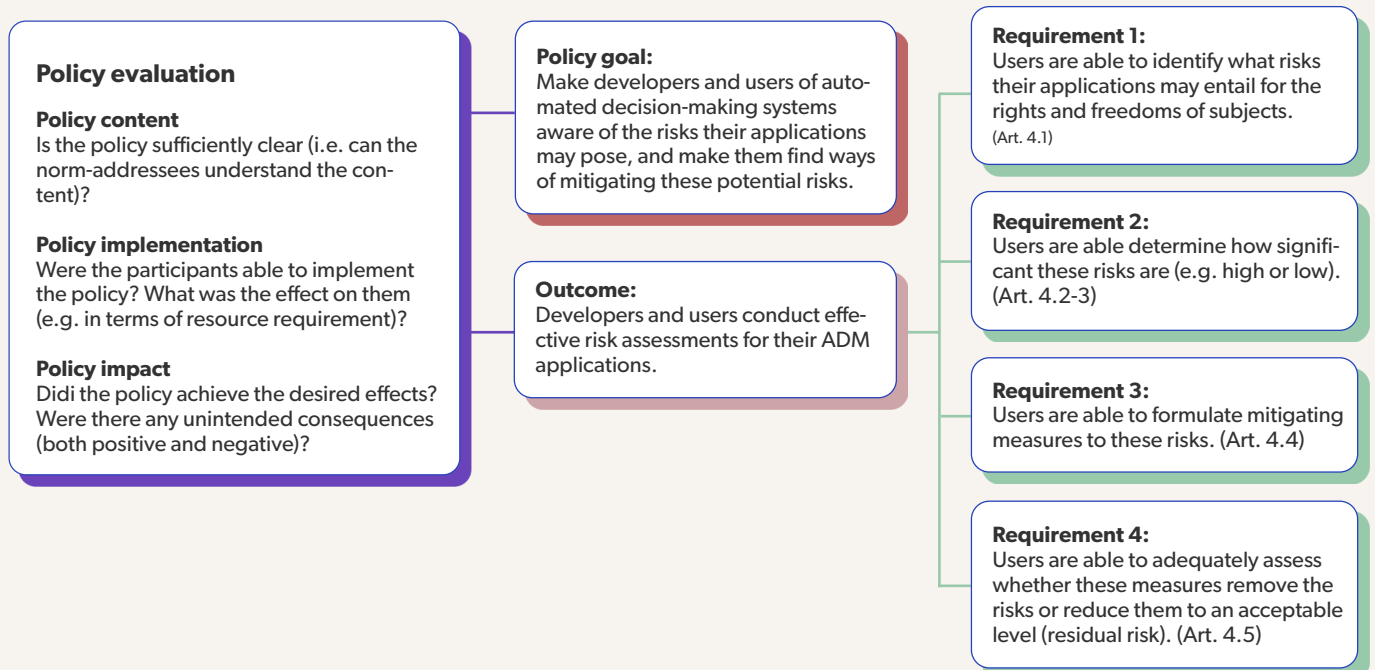 Policy evaluation
Policy content
Is the policy sufficiently clear (i.e. can the
norm-addressees understand the con-
tent)?
Policy implementation
Were the participants able to implement
the policy? What was the effect on them
(e.g. in terms of resource requirement)?
Policy impact
Didi the policy achieve the desired effects?
Were there any unintended consequences
(both positive and negative)?
Policy goal:
Make developers and users of auto-
mated decision-making systems
aware of the risks their applications
may pose, and make them find ways
of mitigating these potential risks.
Outcome:
Developers and users conduct effe-
ctive risk assessments for their ADM
applications.
Requirement 1:
Users are able to identify what risks
their applications may entail for the
rights and freedoms of subjects.
(Art. 4.1)
Requirement 2:
Users are able determine how signifi-
cant these risks are (e.g. high or low).
(Art. 4.2-3)
Requirement 3:
Users are able to formulate mitigating
measures to these risks. (Art. 4.4)
Requirement 4:
Users are able to adequately assess
whether these measures remove the
risks or reduce them to an acceptable
level (residual risk). (Art. 4.5)